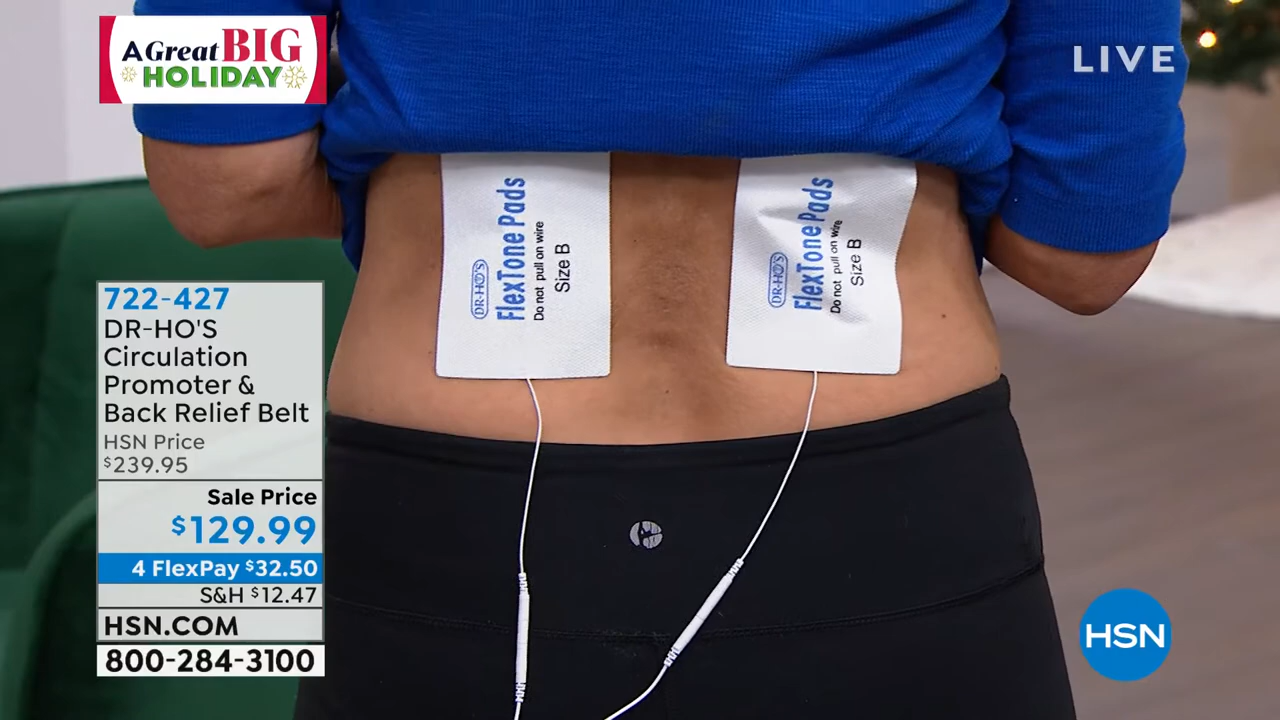 A Great BIG
HOLIDAY
LIVE
DR-HO'S
FlexTone Pads
Do not pull on wire
Size B
DR-HO'S
FlexTone Pads
Do not pull on wire
Size B
722-427
DR-HO'S
Circulation
Promoter &
Back Relief Belt
HSN Price
$239.95
Sale Price
$129.99
4 FlexPay $32.50
S&H $12.47
HSN.COM
800-284-3100
HSN